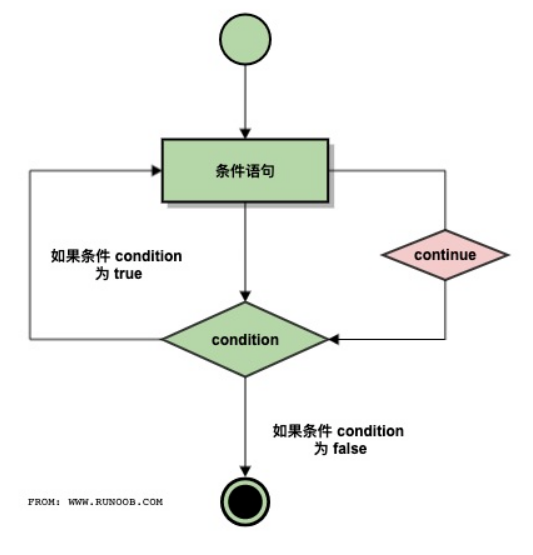 条件语句
continue
如果条件 condition
为 true
condition
如果条件 condition
为 false
FROM: WWW.RUNOOB.COM